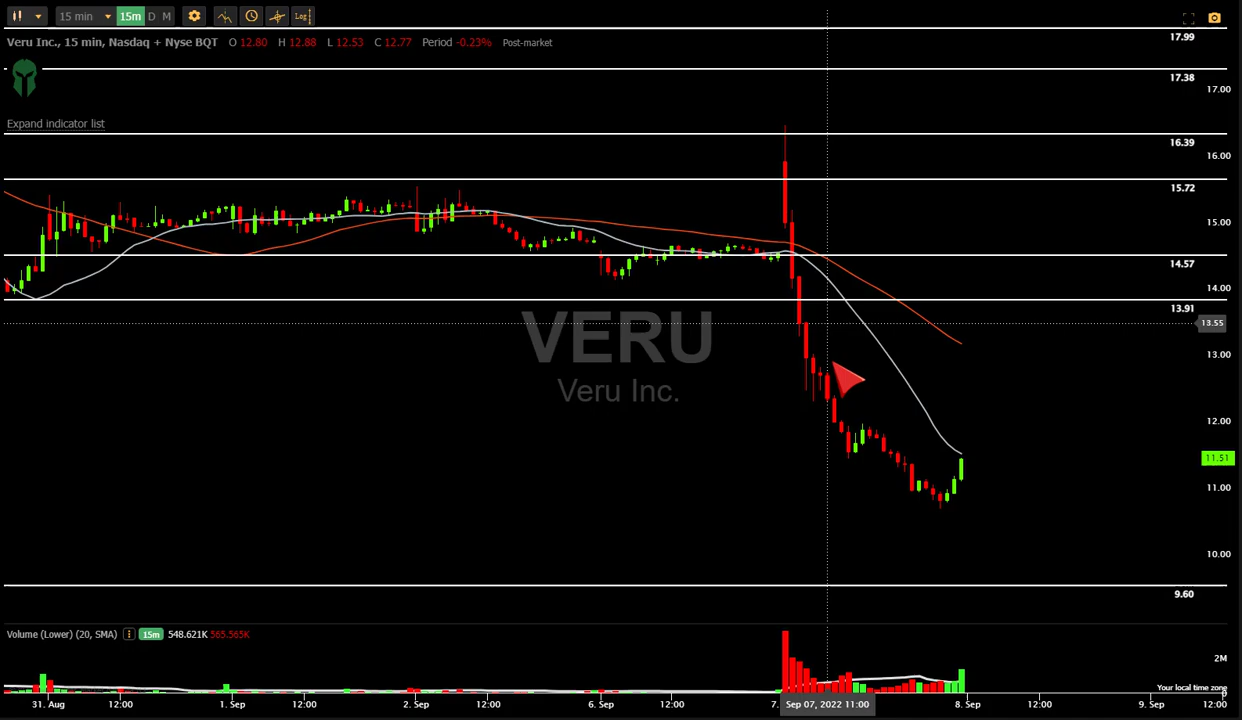 15 min 15m D M Log
Veru Inc., 15 min, Nasdaq + Nyse BQT O 12.80 H 12.88 L 12.53 C 12.77 Period -0.23% Post-market
Expand indicator list
17.99
17.38
17.00
16.39
16.00
15.72
15.00
14.57
14.00
13.91
13.55
13.00
12.00
11.51
11.00
10.00
9.60
VERU
Veru Inc.
Volume (Lower) (20, SMA) 15m 548.621K 565.565K
2M
Your local time zone
0
31. Aug 12:00 1. Sep 12:00 2. Sep 12:00 6. Sep 12:00 7. Sep 07, 2022 11:00 8. Sep 12:00 9. Sep 12:00